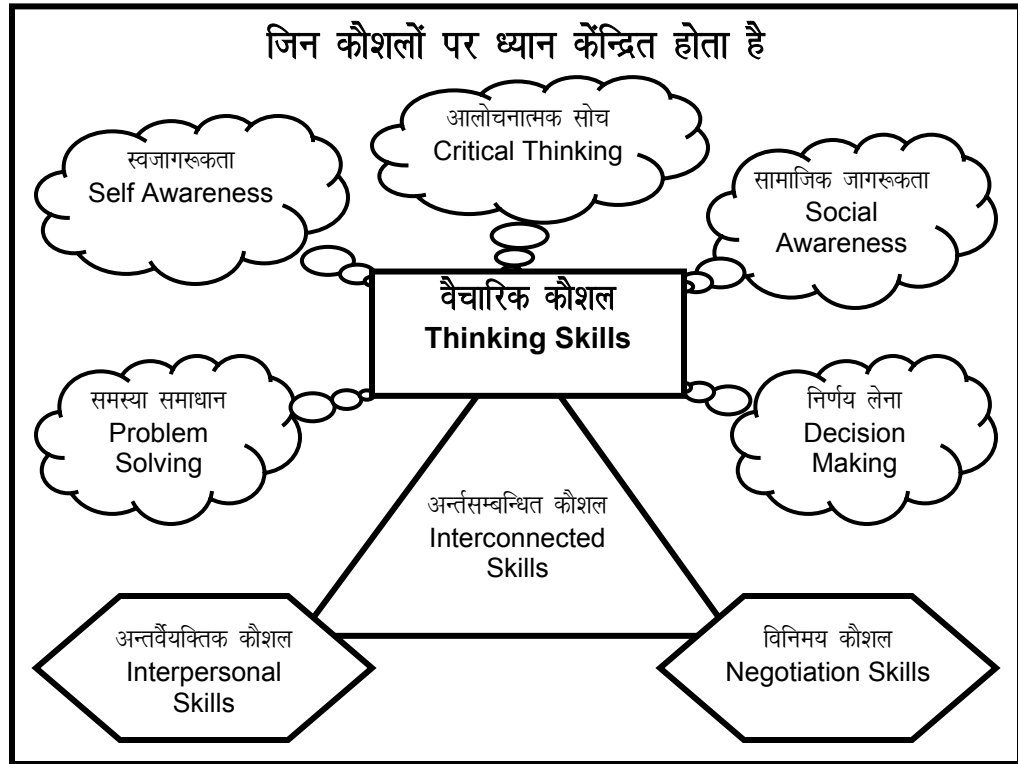 जिन कौशलों पर ध्यान केंन्द्रित होता है
आलोचनात्मक सोच
Critical Thinking
स्वजागरूकता
Self Awareness
सामाजिक जागरूकता
Social
Awareness
वैचारिक कौशल
Thinking Skills
समस्या समाधान
Problem
Solving
निर्णय लेना
Decision
Making
अर्न्तसम्बन्धित कौशल
Interconnected
Skills
अन्तर्वैयक्तिक कौशल
Interpersonal
Skills
विनिमय कौशल
Negotiation Skills